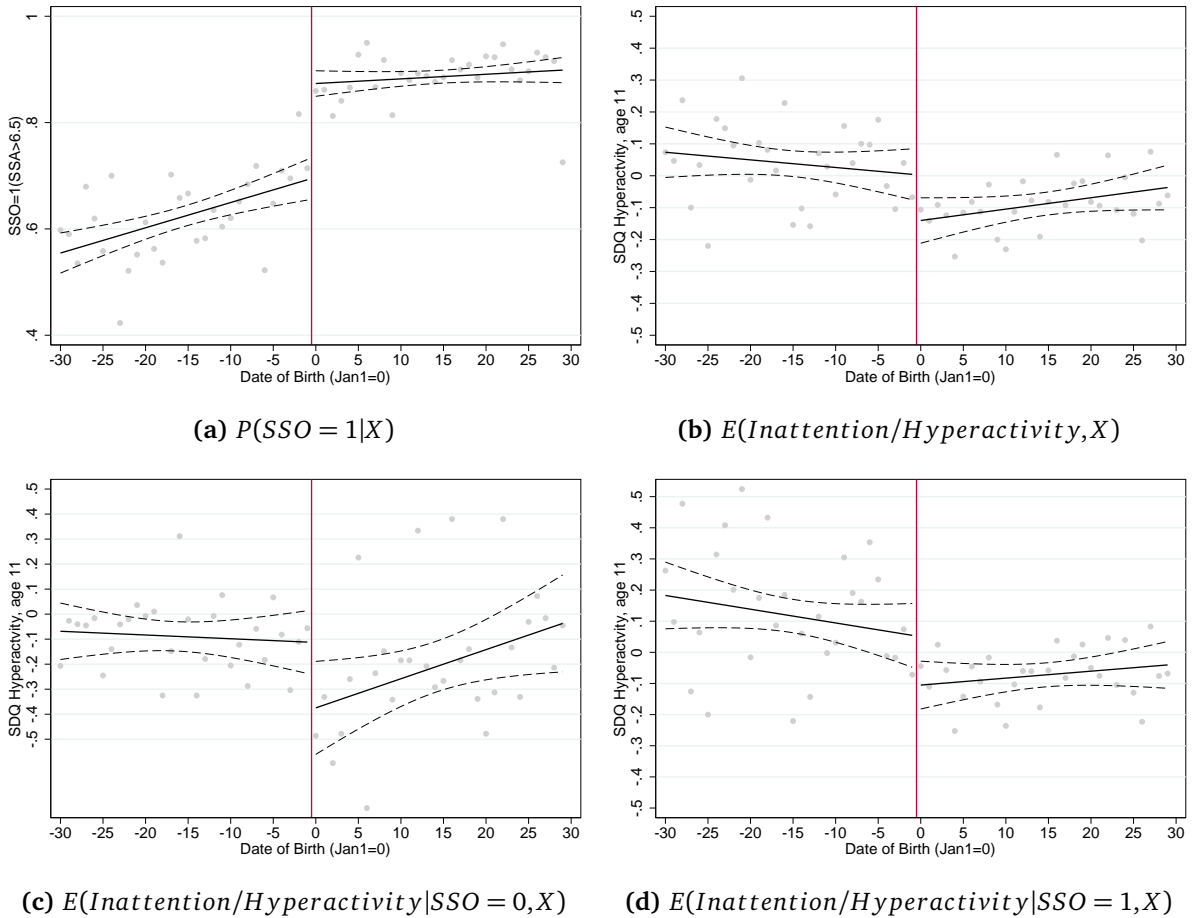 1
.8
.6
.4
SSO=1(SSA>6.5)
-30 -25 -20 -15 -10 -5 0 5 10 15 20 25 30
Date of Birth (Jan1=0)
(a) P(SSO = 1|X)
.5
.4
.3
.2
.1
0
-.1
-.2
-.3
-.4
-.5
SDQ Hyperactvity, age 11
-30 -25 -20 -15 -10 -5 0 5 10 15 20 25 30
Date of Birth (Jan1=0)
(b) E(Inattention/Hyperactivity,X)
.5
.4
.3
.2
.1
0
-.1
-.2
-.3
-.4
-.5
SDQ Hyperactvity, age 11
-30 -25 -20 -15 -10 -5 0 5 10 15 20 25 30
Date of Birth (Jan1=0)
(c) E(Inattention/Hyperactivity|SSO = 0,X)
.5
.4
.3
.2
.1
0
-.1
-.2
-.3
-.4
-.5
SDQ Hyperactvity, age 11
-30 -25 -20 -15 -10 -5 0 5 10 15 20 25 30
Date of Birth (Jan1=0)
(d) E(Inattention/Hyperactivity|SSO = 1,X)